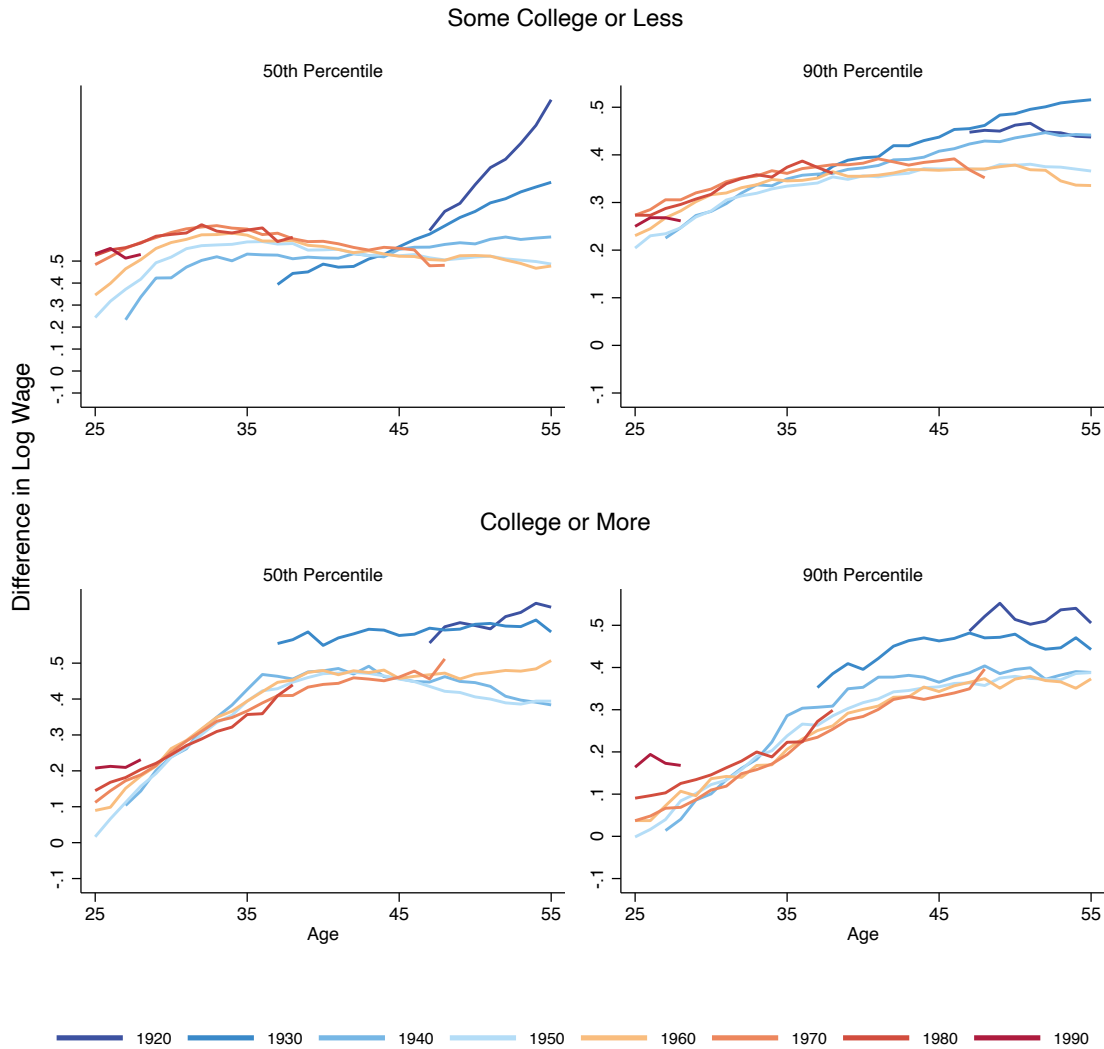 Some College or Less
50th Percentile
90th Percentile
Difference in Log Wage
.5
.4
.3
.2
.1
0
-.1
25 35 45 55
.5
.4
.3
.2
.1
0
-.1
25 35 45 55
College or More
50th Percentile
90th Percentile
.5
.4
.3
.2
.1
0
-.1
25 35 45 55
Age
.5
.4
.3
.2
.1
0
-.1
25 35 45 55
Age
1920 1930 1940 1950 1960 1970 1980 1990